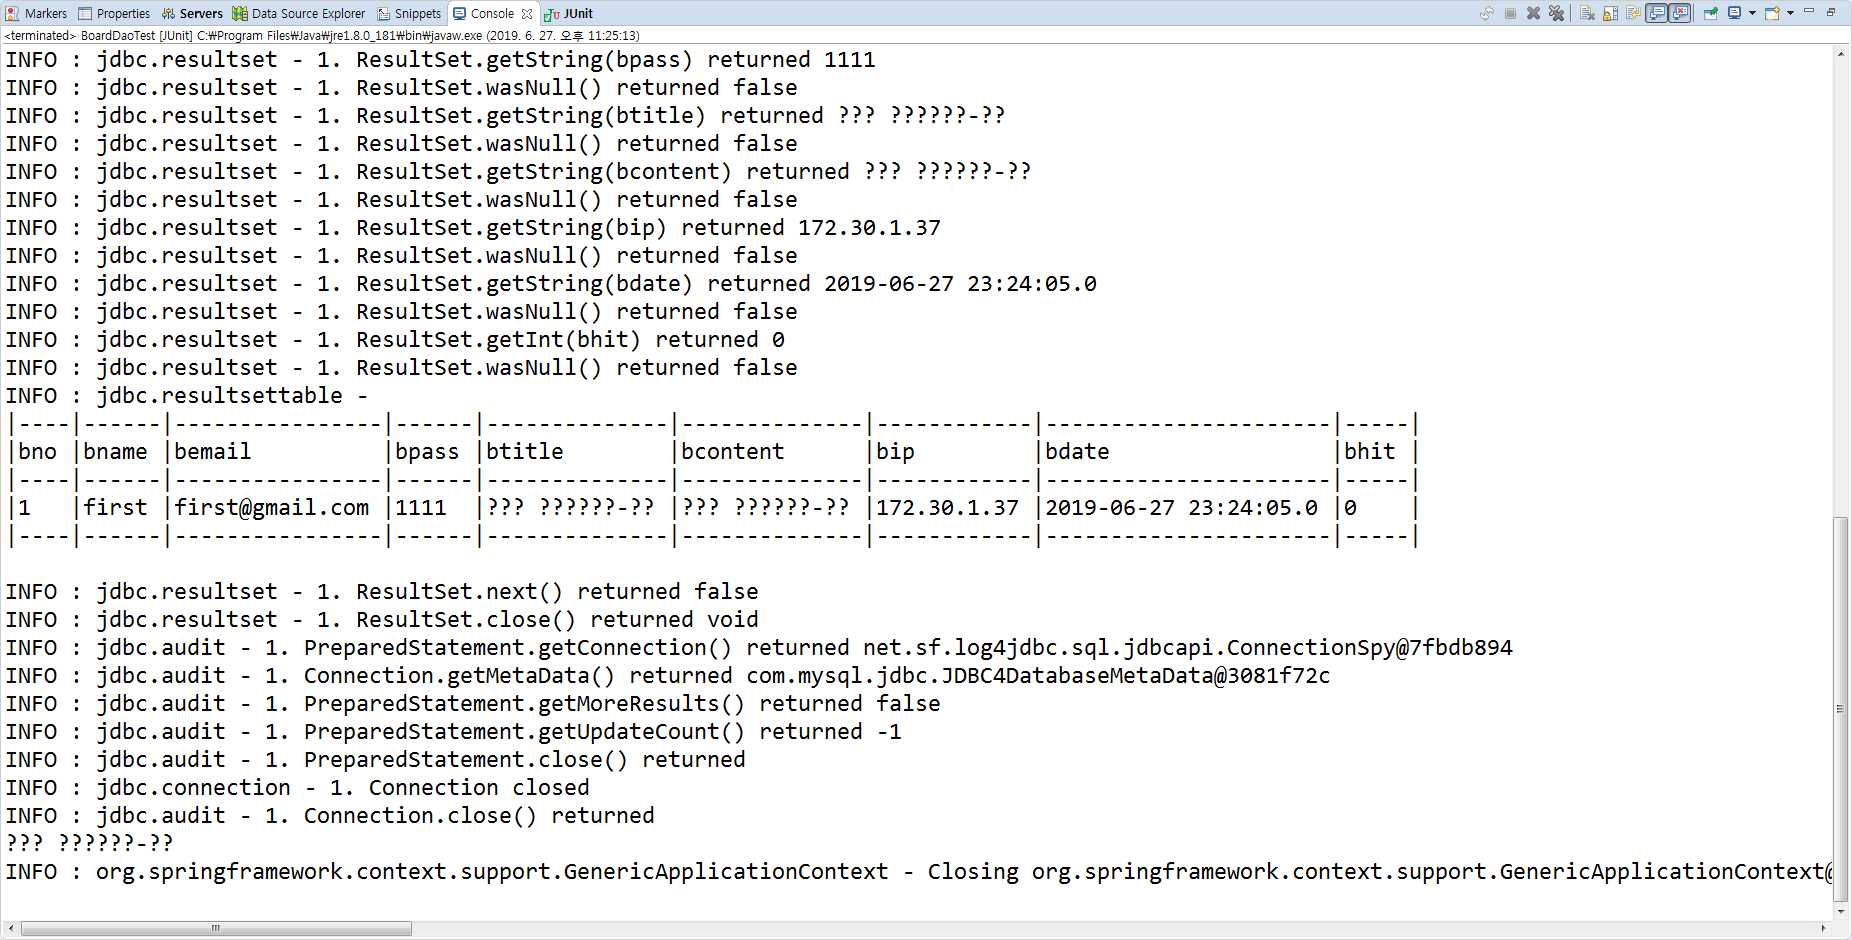 Markers Properties Servers Data Source Explorer Snippets Console JUnit
<terminated> BoardDaoTest [JUnit] C:₩Program Files₩Java₩jre1.8.0_181₩bin₩javaw.exe (2019. 6. 27. 오후 11:25:13)
INFO : jdbc.resultset - 1. ResultSet.getString(bpass) returned 1111
INFO : jdbc.resultset - 1. ResultSet.wasNull() returned false
INFO : jdbc.resultset - 1. ResultSet.getString(btitle) returned ??? ??????-??
INFO : jdbc.resultset - 1. ResultSet.wasNull() returned false
INFO : jdbc.resultset - 1. ResultSet.getString(bcontent) returned ??? ??????-??
INFO : jdbc.resultset - 1. ResultSet.wasNull() returned false
INFO : jdbc.resultset - 1. ResultSet.getString(bip) returned 172.30.1.37
INFO : jdbc.resultset - 1. ResultSet.wasNull() returned false
INFO : jdbc.resultset - 1. ResultSet.getString(bdate) returned 2019-06-27 23:24:05.0
INFO : jdbc.resultset - 1. ResultSet.wasNull() returned false
INFO : jdbc.resultset - 1. ResultSet.getInt(bhit) returned 0
INFO : jdbc.resultset - 1. ResultSet.wasNull() returned false
INFO : jdbc.resultsettable -
|----|------|----------------|------|--------------|--------------|------------|----------------------|-----|
|bno |bname |bemail          |bpass |btitle        |bcontent      |bip         |bdate                 |bhit |
|----|------|----------------|------|--------------|--------------|------------|----------------------|-----|
|1   |first |first@gmail.com |1111  |??? ??????-?? |??? ??????-?? |172.30.1.37 |2019-06-27 23:24:05.0 |0    |
|----|------|----------------|------|--------------|--------------|------------|----------------------|-----|
INFO : jdbc.resultset - 1. ResultSet.next() returned false
INFO : jdbc.resultset - 1. ResultSet.close() returned void
INFO : jdbc.audit - 1. PreparedStatement.getConnection() returned net.sf.log4jdbc.sql.jdbcapi.ConnectionSpy@7fbdb894
INFO : jdbc.audit - 1. Connection.getMetaData() returned com.mysql.jdbc.JDBC4DatabaseMetaData@3081f72c
INFO : jdbc.audit - 1. PreparedStatement.getMoreResults() returned false
INFO : jdbc.audit - 1. PreparedStatement.getUpdateCount() returned -1
INFO : jdbc.audit - 1. PreparedStatement.close() returned
INFO : jdbc.connection - 1. Connection closed
INFO : jdbc.audit - 1. Connection.close() returned
??? ??????-??
INFO : org.springframework.context.support.GenericApplicationContext - Closing org.springframework.context.support.GenericApplicationContext@